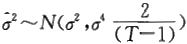 σ̄² ~ N(σ², σ⁴ 2/(T−1))